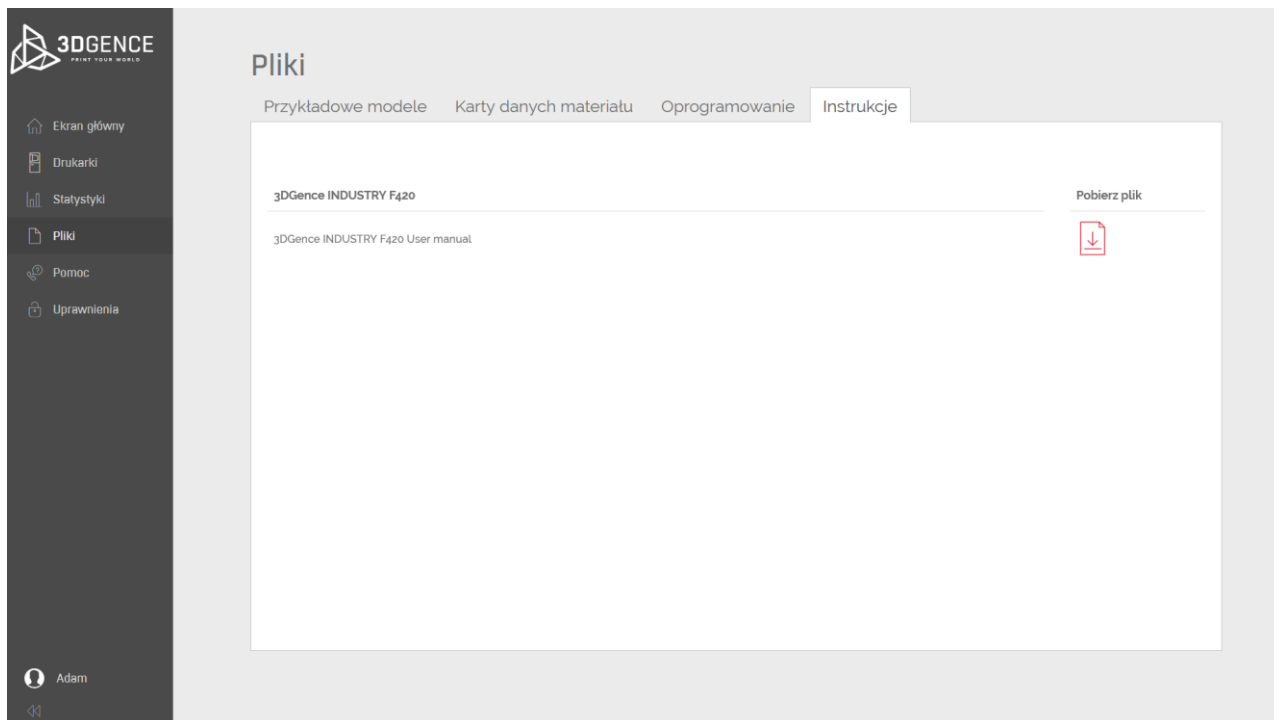 3DGENCE
PRINT YOUR WORLD
Ekran główny
Drukarki
Statystyki
Pliki
Pomoc
Uprawnienia
Adam
Pliki
Przykładowe modele Karty danych materiału Oprogramowanie Instrukcje
3DGence INDUSTRY F420 Pobierz plik
3DGence INDUSTRY F420 User manual